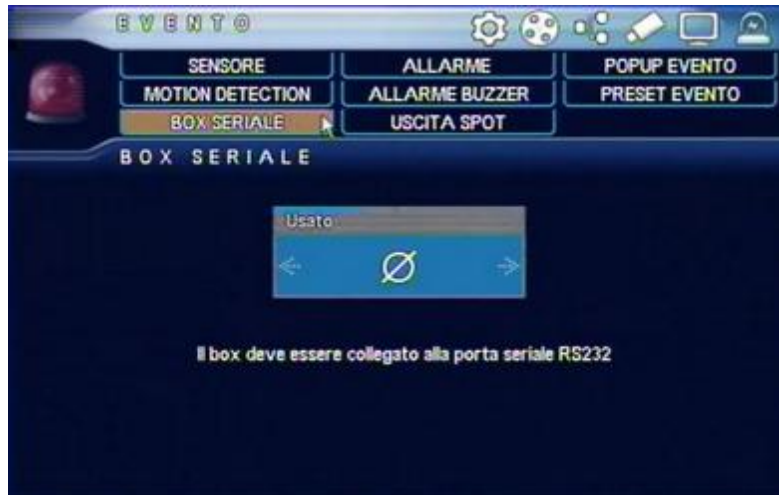 EVENTO
SENSORE ALLARME POPUP EVENTO
MOTION DETECTION ALLARME BUZZER PRESET EVENTO
BOX SERIALE USCITA SPOT
BOX SERIALE
Usato
Il box deve essere collegato alla porta seriale RS232